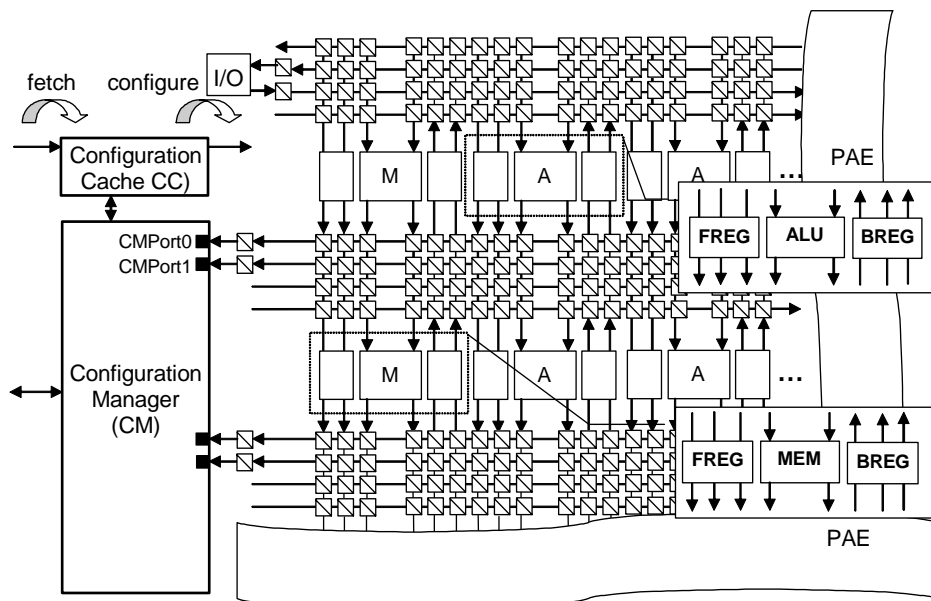 fetch
configure
I/O
Configuration
Cache CC)
M
A
A
...
PAE
FREG
ALU
BREG
CMPort0
CMPort1
Configuration
Manager
(CM)
M
A
A
...
FREG
MEM
BREG
PAE